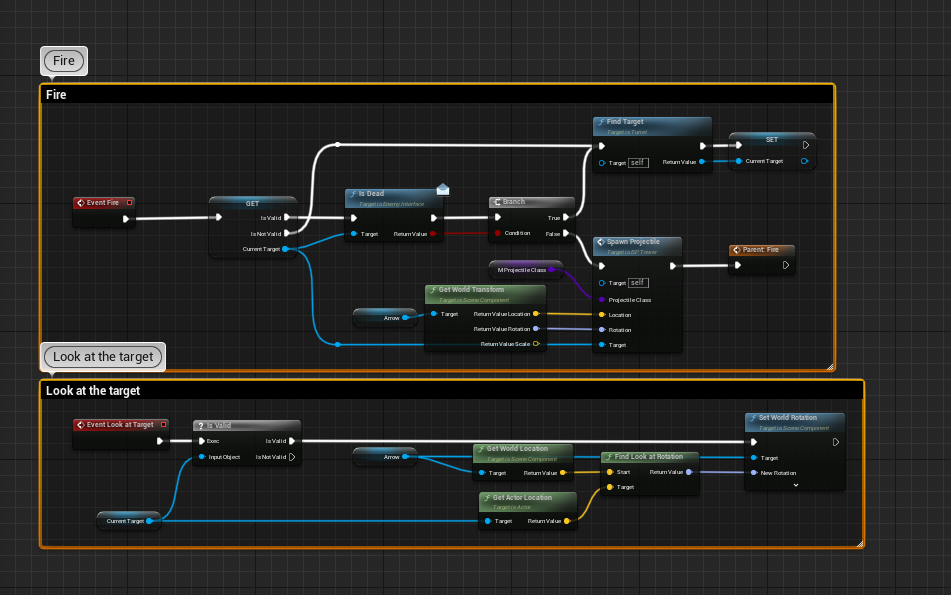 Fire
Fire
Find Target
Target is Turret
SET
Target
self
Return Value
Current Target
Event Fire
GET
Is Valid
Is Not Valid
Current Target
Is Dead
Target is Enemy Interface
Target
Return Value
Branch
True
Condition
False
Spawn Projectile
Target is BP Tower
Target
self
Projectile Class
Location
Rotation
Target
Parent: Fire
M Projectile Class
Get World Transform
Target is Scene Component
Target
Return Value Location
Return Value Rotation
Return Value Scale
Arrow
Look at the target
Look at the target
Event Look at Target
? Is Valid
Exec
Is Valid
Input Object
Is Not Valid
Current Target
Arrow
Get World Location
Target is Scene Component
Target
Return Value
Get Actor Location
Target is Actor
Target
Return Value
Find Look at Rotation
Start
Return Value
Target
Set World Rotation
Target is Scene Component
Target
New Rotation